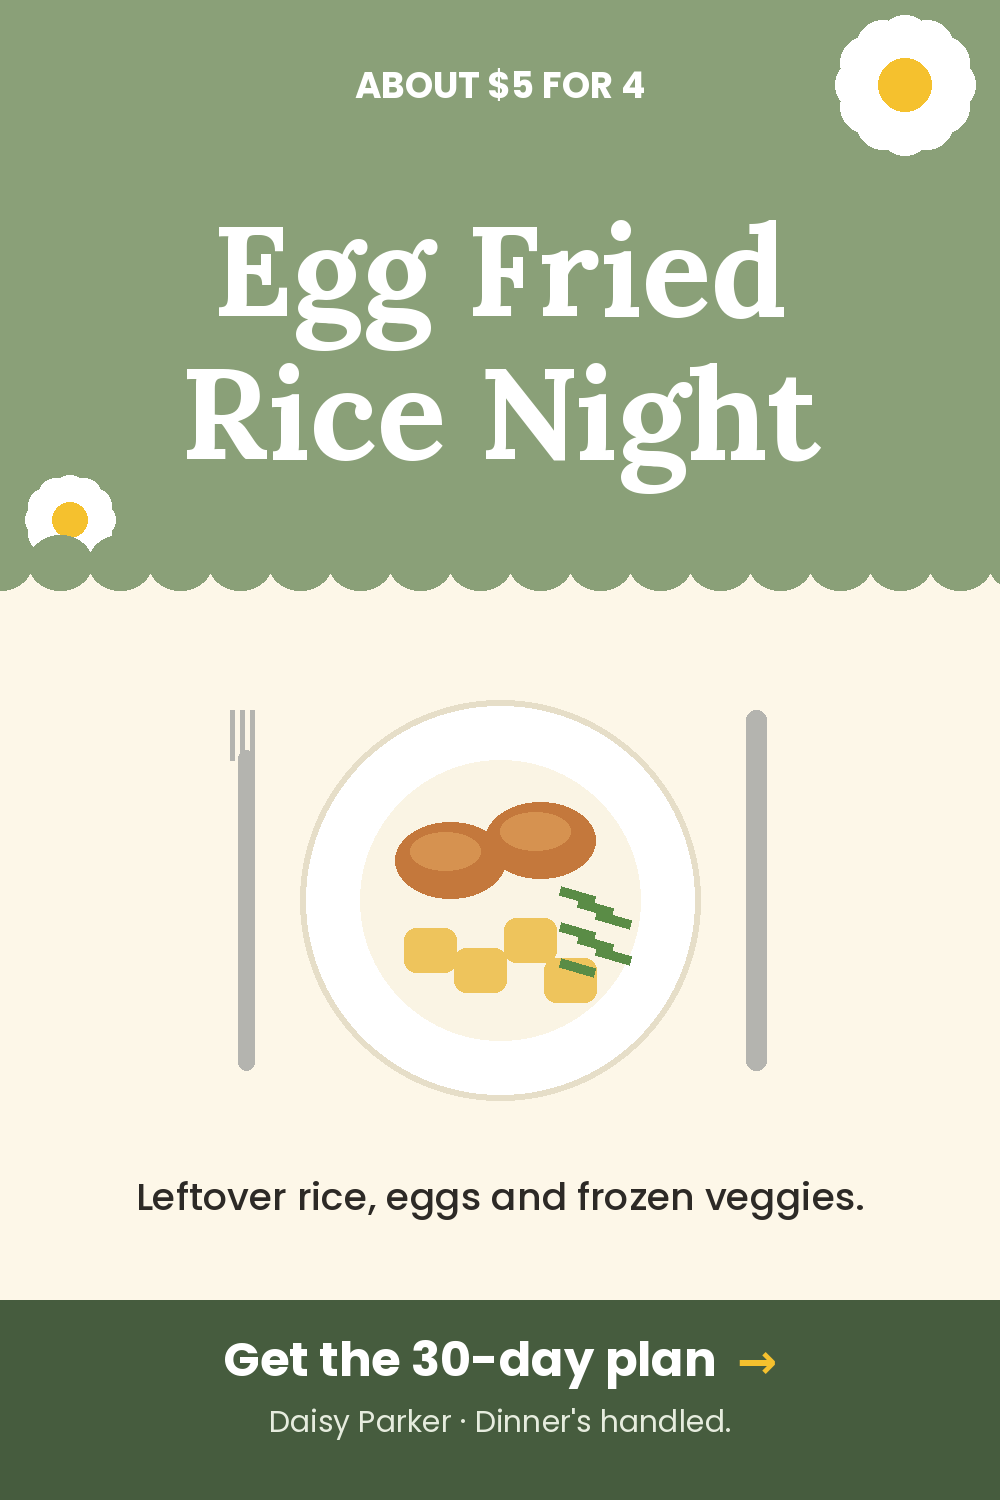 ABOUT $5 FOR 4
Egg Fried
Rice Night
Leftover rice, eggs and frozen veggies.
Get the 30-day plan →
Daisy Parker · Dinner's handled.